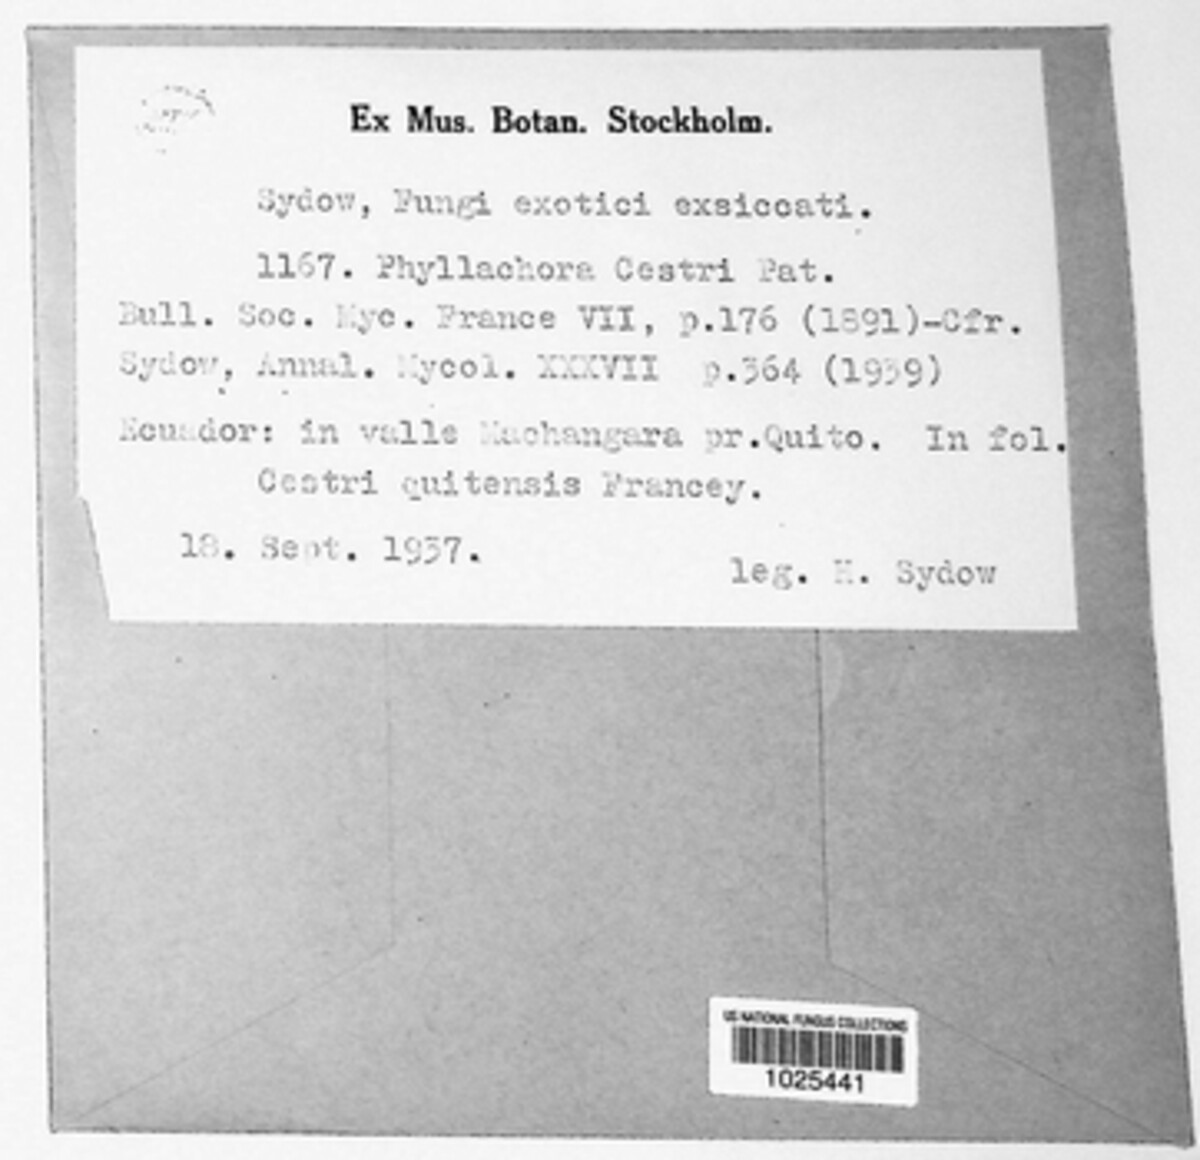 Ex Mus. Botan. Stockholm.
Sydow, Fungi exotici exsiccati.
1167. Phyllachora Cestri Pat.
Bull. Soc. Myc. France VII, p.176 (1891)-Cfr.
Sydow, Annal. Mycol. XXXVII p.364 (1939)
Ecuador: in valle Machangara pr.Quito. In fol.
Cestri quitensis Francey.
18. Sept. 1937.
leg. H. Sydow
US NATIONAL FUNGUS COLLECTIONS
1025441